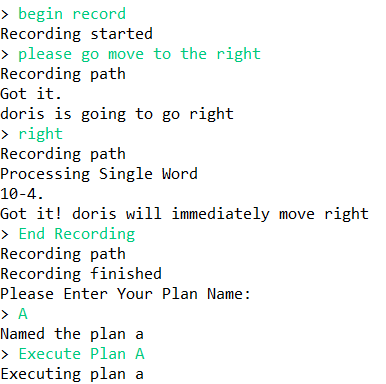 > begin record
Recording started
> please go move to the right
Recording path
Got it.
doris is going to go right
> right
Recording path
Processing Single Word
10-4.
Got it! doris will immediately move right
> End Recording
Recording path
Recording finished
Please Enter Your Plan Name:
> A
Named the plan a
> Execute Plan A
Executing plan a